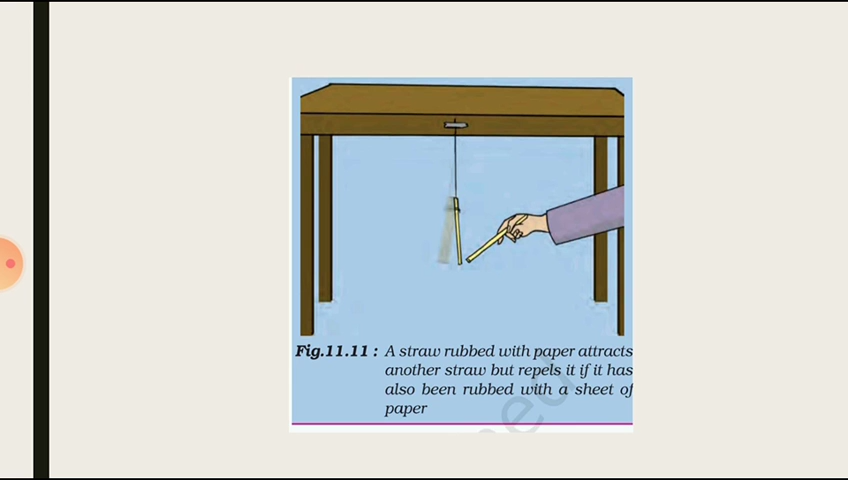 Fig.11.11 : A straw rubbed with paper attracts
another straw but repels it if it has
also been rubbed with a sheet of
paper